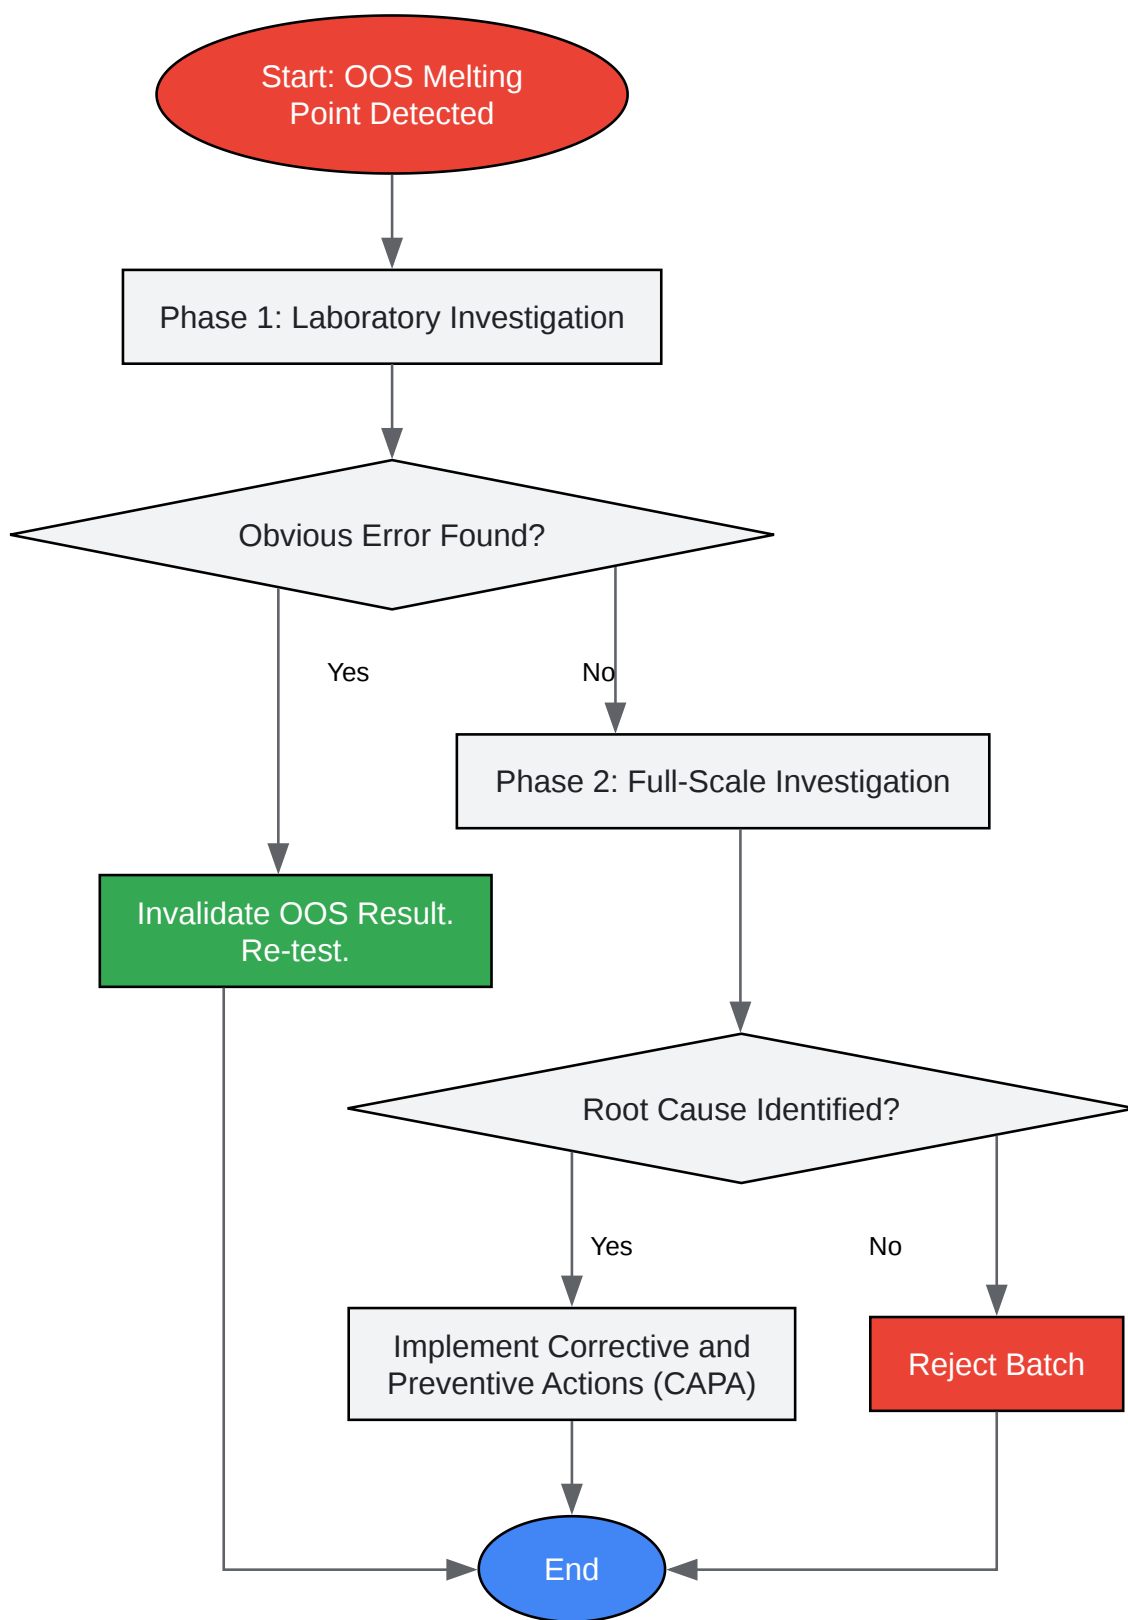 Start: OOS Melting
Point Detected
Phase 1: Laboratory Investigation
Obvious Error Found?
Yes
No
Phase 2: Full-Scale Investigation
Invalidate OOS Result.
Re-test.
Root Cause Identified?
Yes
No
Implement Corrective and
Preventive Actions (CAPA)
Reject Batch
End